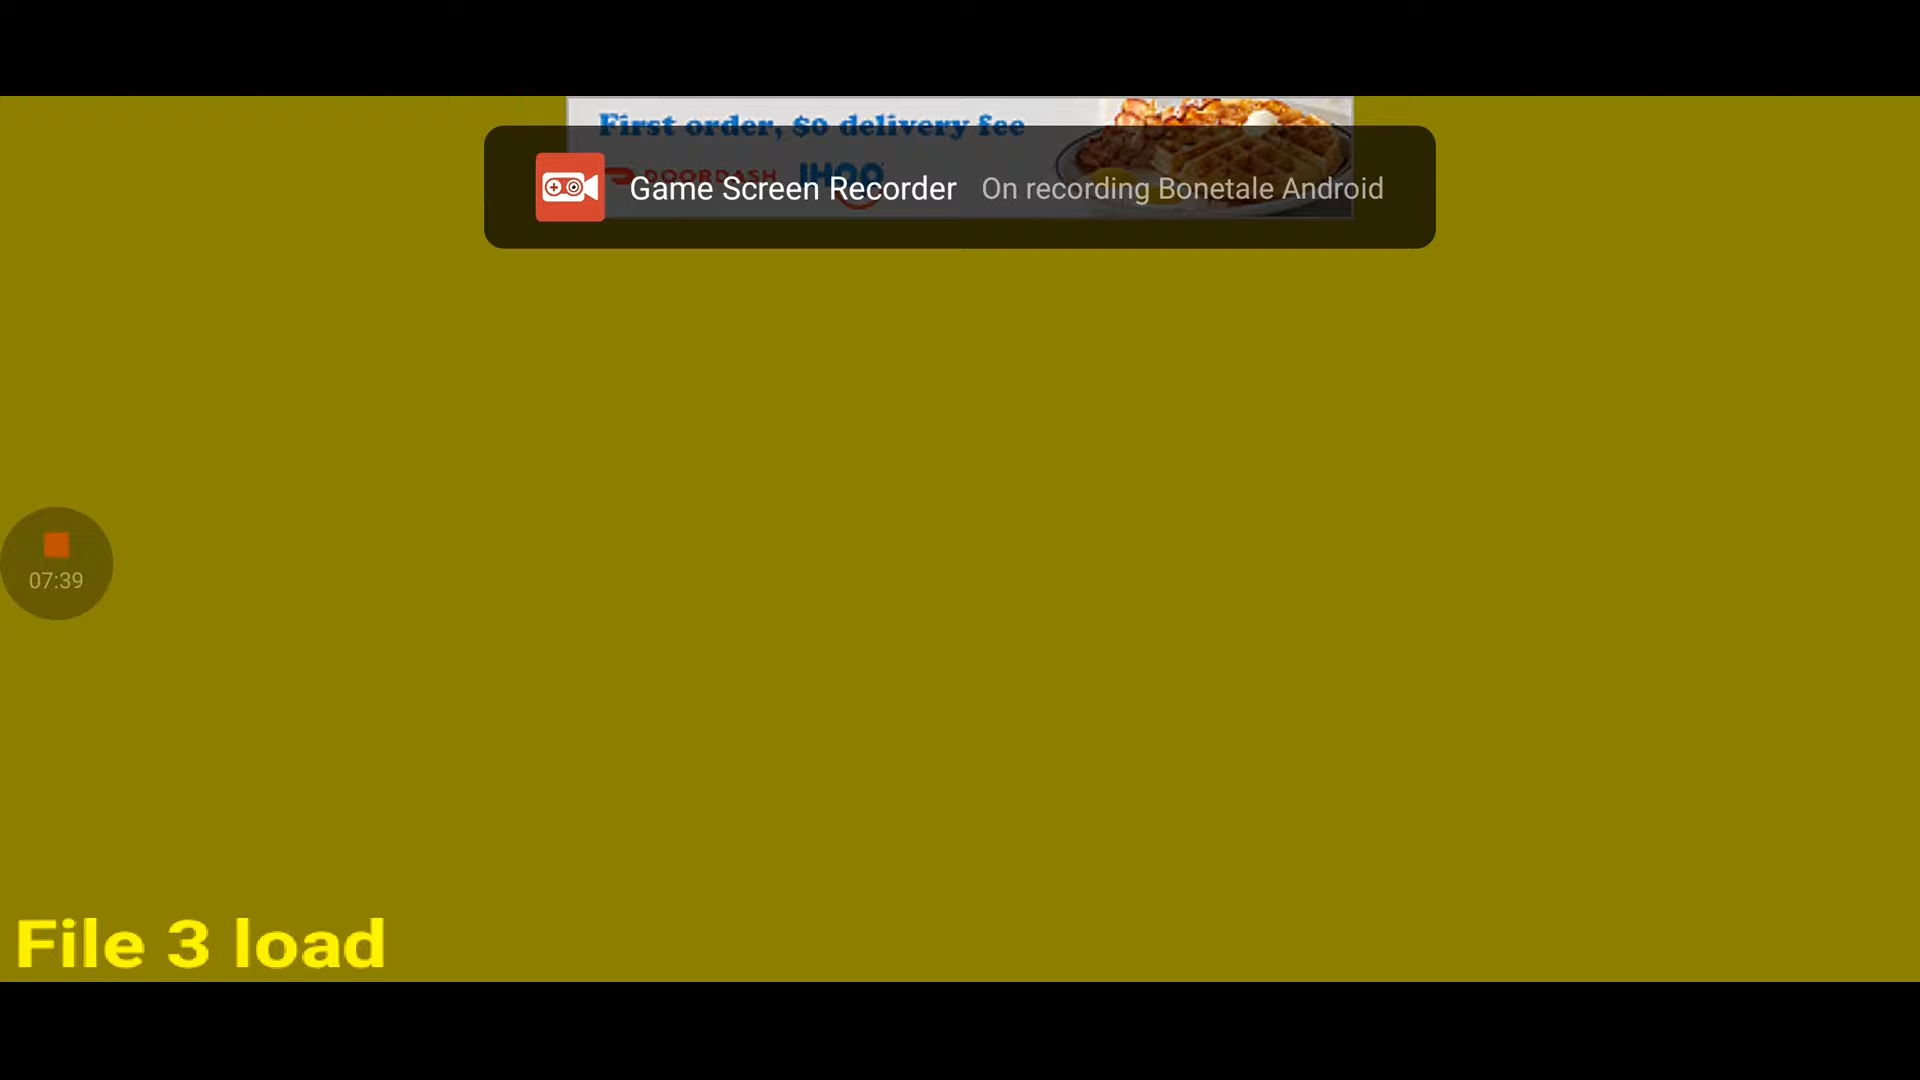 First order, $0 delivery fee
DOORDASH IHOP
Game Screen Recorder On recording Bonetale Android
07:39
File 3 load